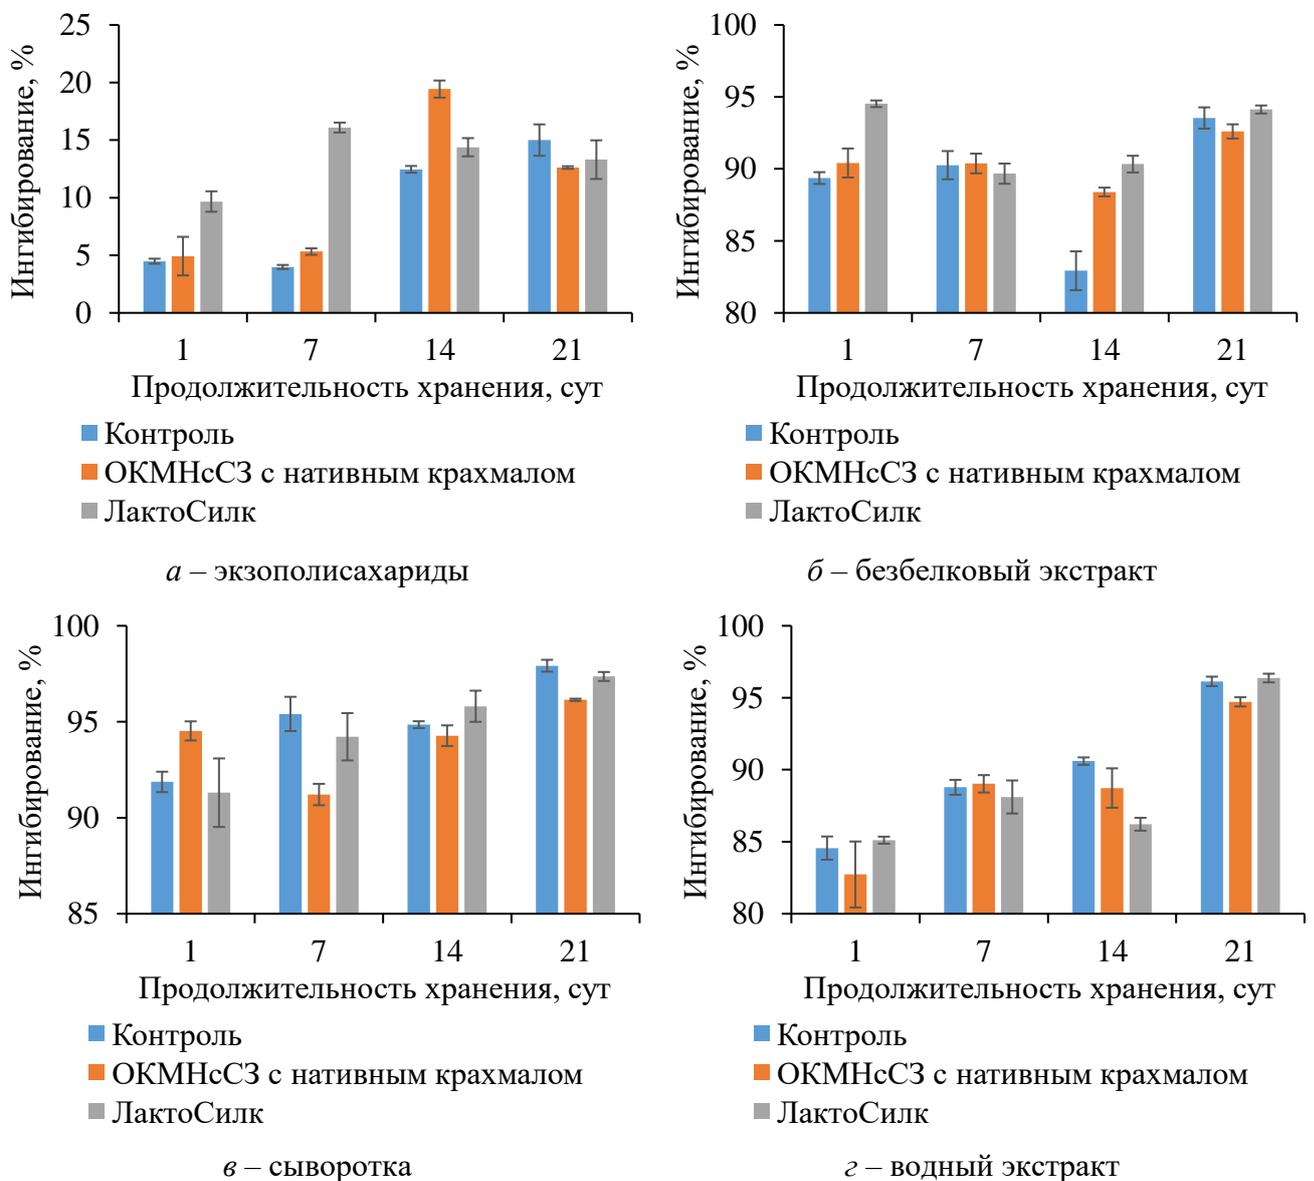 Ингибирование, %
25
20
15
10
5
0
1 7 14 21
Продолжительность хранения, сут
Контроль
ОКМНсСЗ с нативным крахмалом
ЛактоСилк
а – экзополисахариды
Ингибирование, %
100
95
90
85
80
1 7 14 21
Продолжительность хранения, сут
Контроль
ОКМНсСЗ с нативным крахмалом
ЛактоСилк
б – безбелковый экстракт
Ингибирование, %
100
95
90
85
1 7 14 21
Продолжительность хранения, сут
Контроль
ОКМНсСЗ с нативным крахмалом
ЛактоСилк
в – сыворотка
Ингибирование, %
100
95
90
85
80
1 7 14 21
Продолжительность хранения, сут
Контроль
ОКМНсСЗ с нативным крахмалом
ЛактоСилк
г – водный экстракт